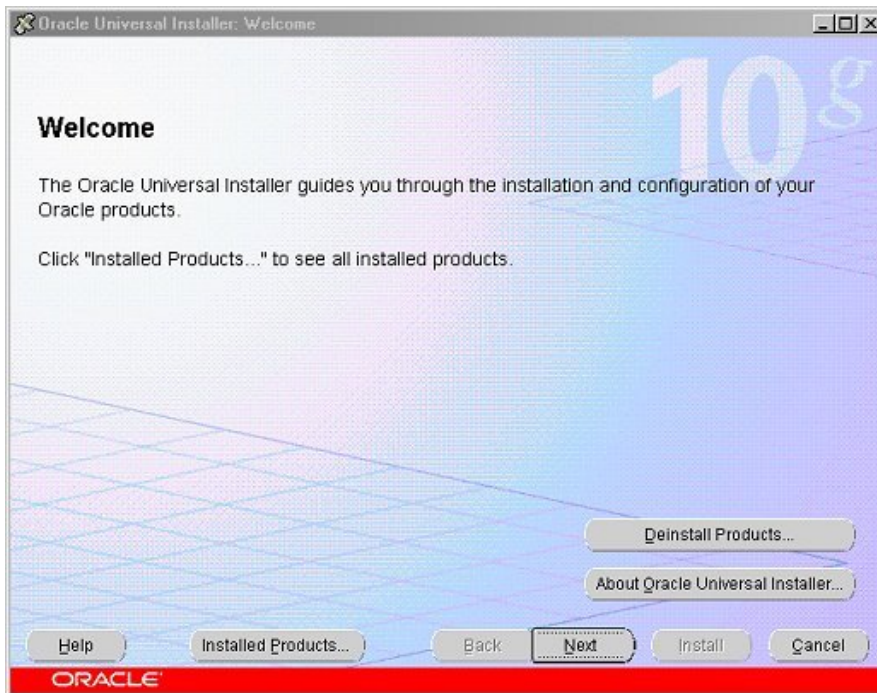 Oracle Universal Installer: Welcome
10g
Welcome
The Oracle Universal Installer guides you through the installation and configuration of your
Oracle products.
Click "Installed Products..." to see all installed products.
Deinstall Products...
About Oracle Universal Installer...
Help
Installed Products...
Back
Next
Install
Cancel
ORACLE